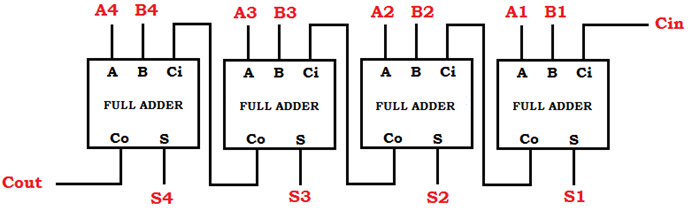 A4 B4 A3 B3 A2 B2 A1 B1 Cin
A B Ci A B Ci A B Ci A B Ci
FULL ADDER FULL ADDER FULL ADDER FULL ADDER
Co S Co S Co S Co S
Cout S4 S3 S2 S1